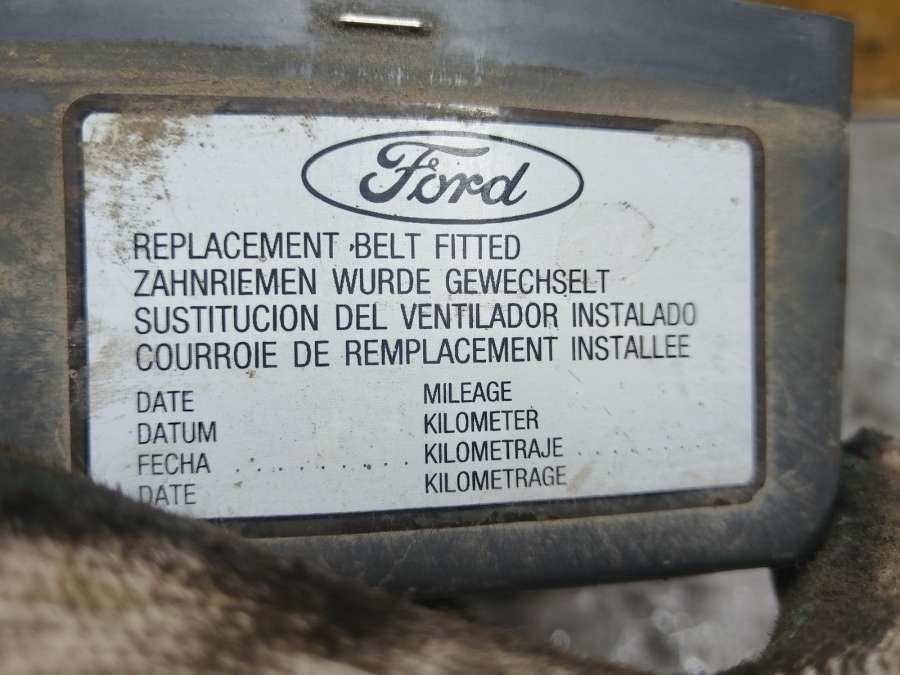 Ford
REPLACEMENT BELT FITTED
ZAHNRIEMEN WURDE GEWECHSELT
SUSTITUCION DEL VENTILADOR INSTALADO
COURROIE DE REMPLACEMENT INSTALLEE
DATE
DATUM
FECHA ............
DATE
MILEAGE
KILOMETER
KILOMETRAJE ............
KILOMETRAGE